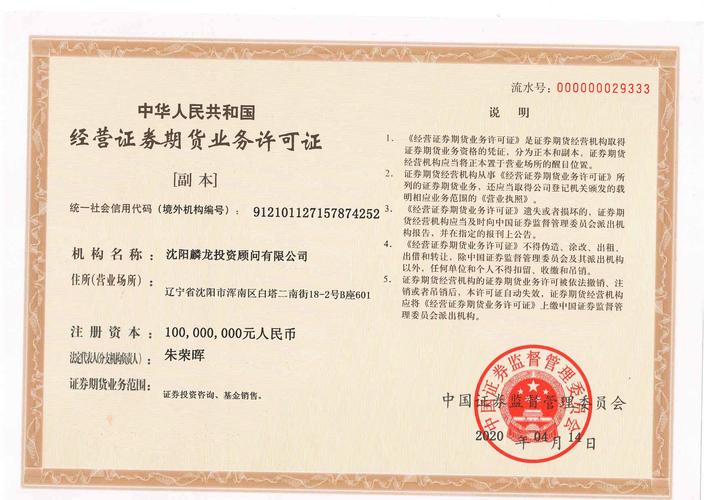 流水号：000000029333
中华人民共和国
经营证券期货业务许可证
[副本]
统一社会信用代码（境外机构编号）：912101127157874252
机构名称：沈阳麟龙投资顾问有限公司
住所（营业场所）：
辽宁省沈阳市浑南区白塔二南街18-2号B座601
注册资本：100,000,000元人民币
法定代表人(分支机构负责人)：朱荣晖
证券期货业务范围：证券投资咨询、基金销售。
说明
1. 《经营证券期货业务许可证》是证券期货经营机构取得
证券期货业务资格的凭证，分为正本和副本，证券期货
经营机构应当将正本置于营业场所的醒目位置。
2. 证券期货经营机构从事《经营证券期货业务许可证》所
列的证券期货业务，还应当取得公司登记机关颁发的载
明相应业务范围的《营业执照》。
3. 《经营证券期货业务许可证》遗失或者损坏的，证券期
货经营机构应当及时向中国证券监督管理委员会派出机
构报告，并在指定的报刊上公告。
4. 《经营证券期货业务许可证》不得伪造、涂改、出租、
出借和转让，除中国证券监督管理委员会及其派出机构
以外，任何单位和个人不得扣留、收缴和吊销。
5. 证券期货经营机构的证券期货业务许可被依法撤销、注
销或者吊销后，本许可证自动失效，证券期货经营机构
应将《经营证券期货业务许可证》上缴中国证券监督管
理委员会派出机构。
中国证券监督管理委员会
中国证券监督管理委员会
2020年04月14日